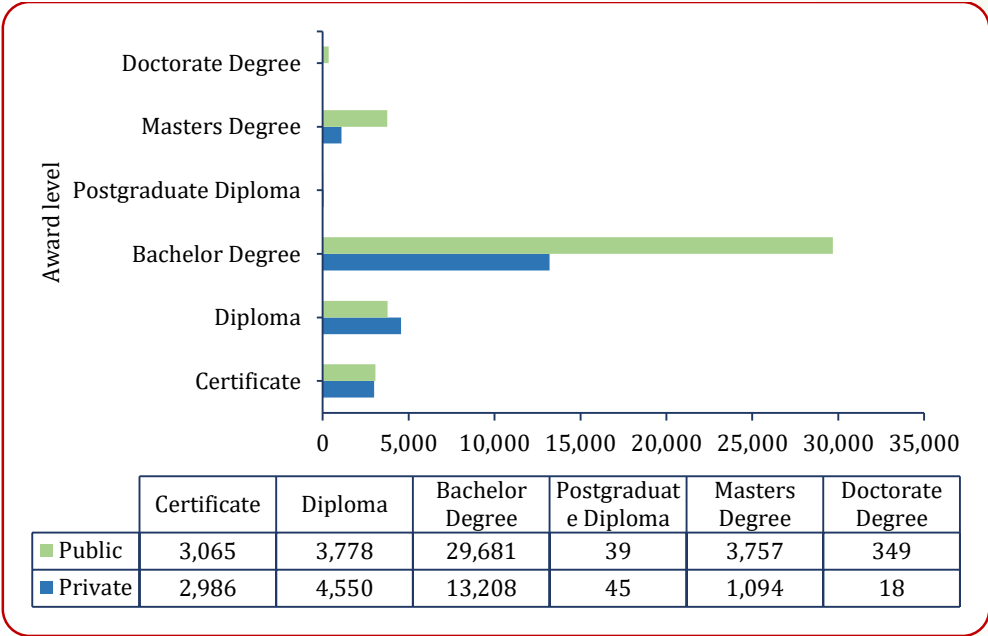 Award level
Doctorate Degree
Masters Degree
Postgraduate Diploma
Bachelor Degree
Diploma
Certificate
0 5,000 10,000 15,000 20,000 25,000 30,000 35,000
Certificate Diploma Bachelor Degree Postgraduat e Diploma Masters Degree Doctorate Degree
Public 3,065 3,778 29,681 39 3,757 349
Private 2,986 4,550 13,208 45 1,094 18